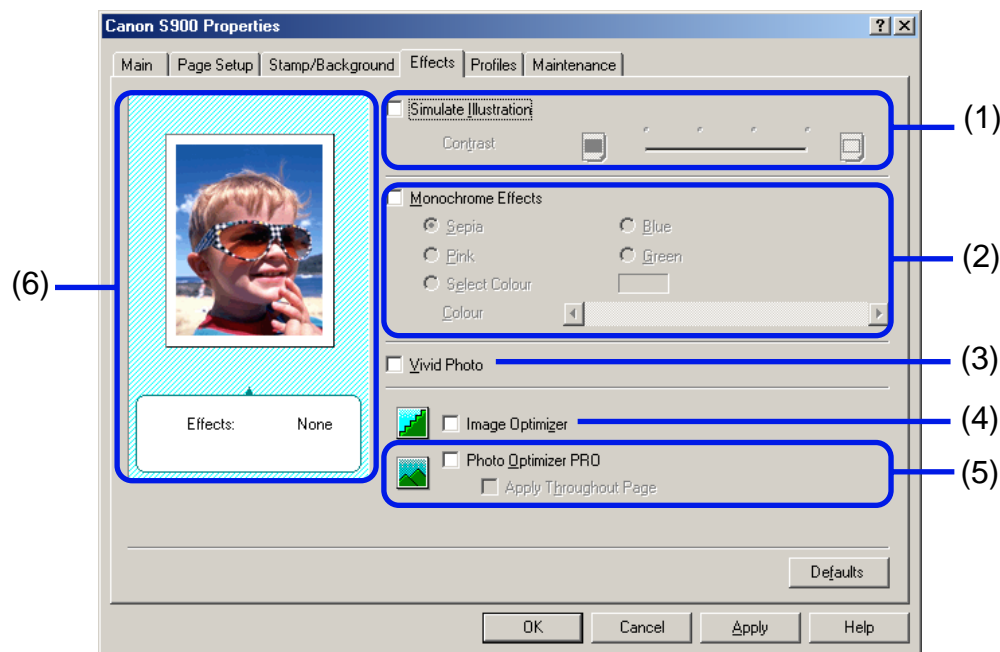 Canon S900 Properties
Main Page Setup Stamp/Background Effects Profiles Maintenance
Simulate Illustration
(1)
Contrast
Monochrome Effects
Sepia Blue
Pink Green
(2)
Select Colour
(6)
Colour
Vivid Photo
(3)
Effects: None
Image Optimizer
(4)
Photo Optimizer PRO
(5)
Apply Throughout Page
Defaults
OK Cancel Apply Help